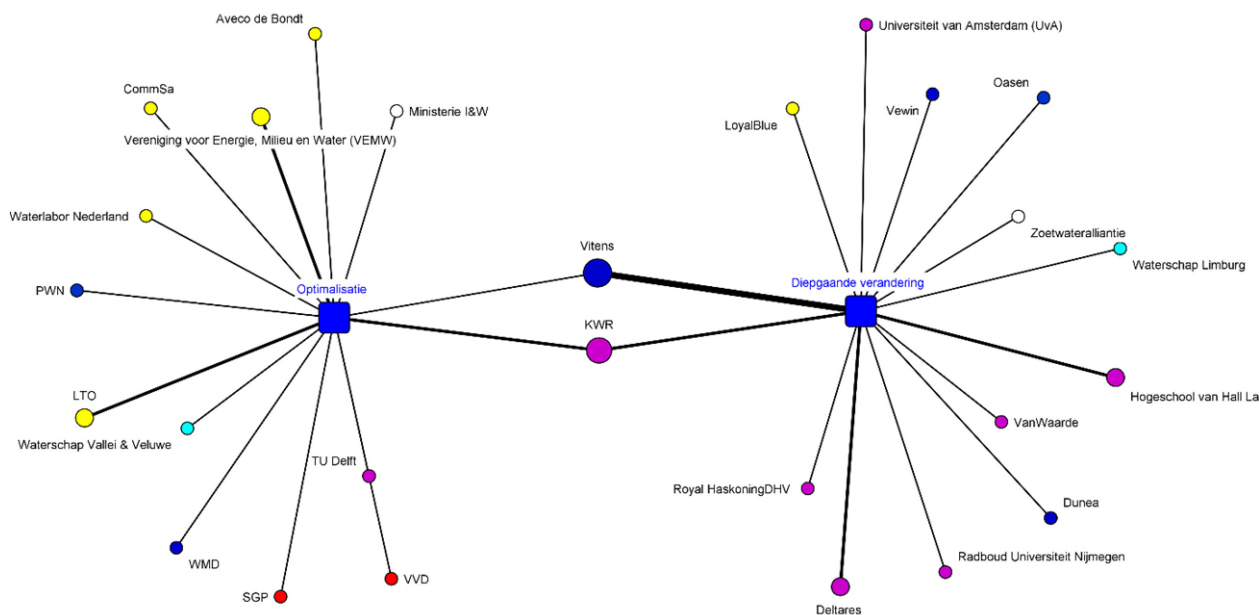 Aveco de Bondt
Universiteit van Amsterdam (UvA)
CommSa
Oasen
Ministerie I&W
Vewin
LoyalBlue
Vereniging voor Energie, Milieu en Water (VEMW)
Waterlabor Nederland
Zoetwateralliantie
Vitens
Waterschap Limburg
PWN
Optimalisatie
Diepgaande verandering
KWR
LTO
Hogeschool van Hall La
VanWaarde
Waterschap Vallei & Veluwe
TU Delft
Royal HaskoningDHV
Dunea
WMD
Radboud Universiteit Nijmegen
VVD
SGP
Deltares